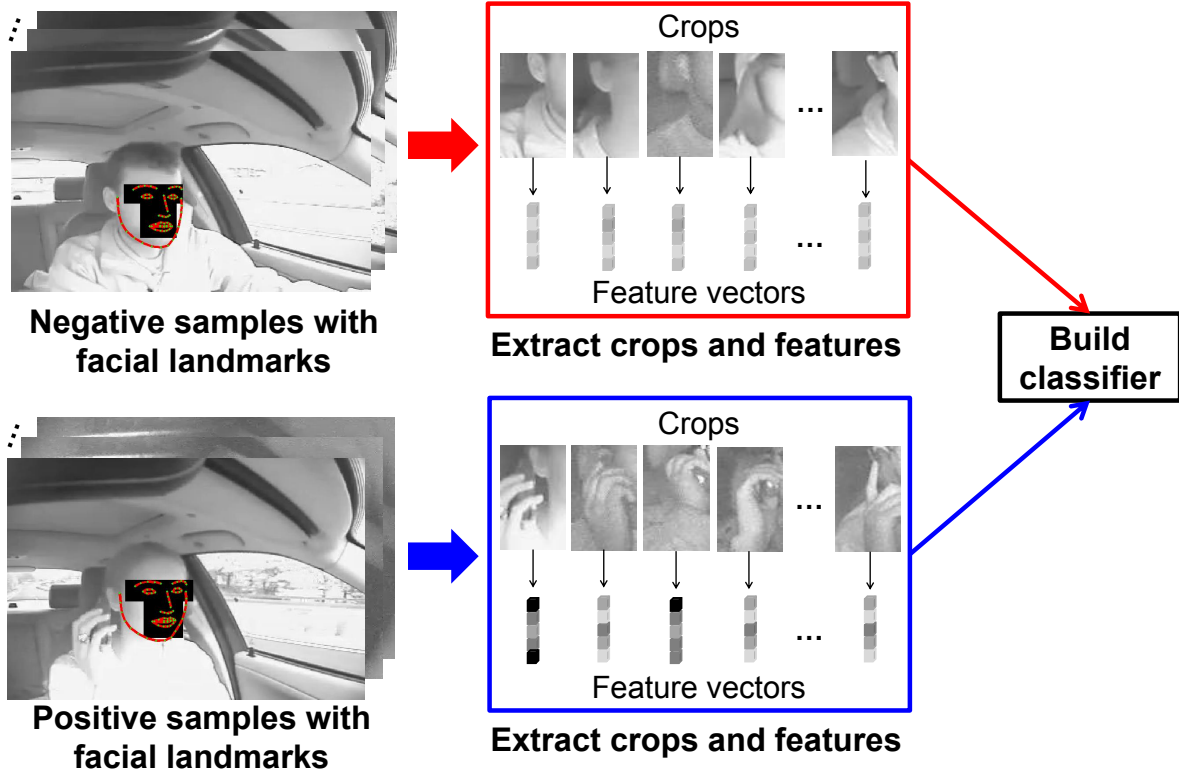 Crops
...
Feature vectors
Negative samples with
facial landmarks
Extract crops and features
Build
classifier
Crops
...
Feature vectors
Positive samples with
facial landmarks
Extract crops and features